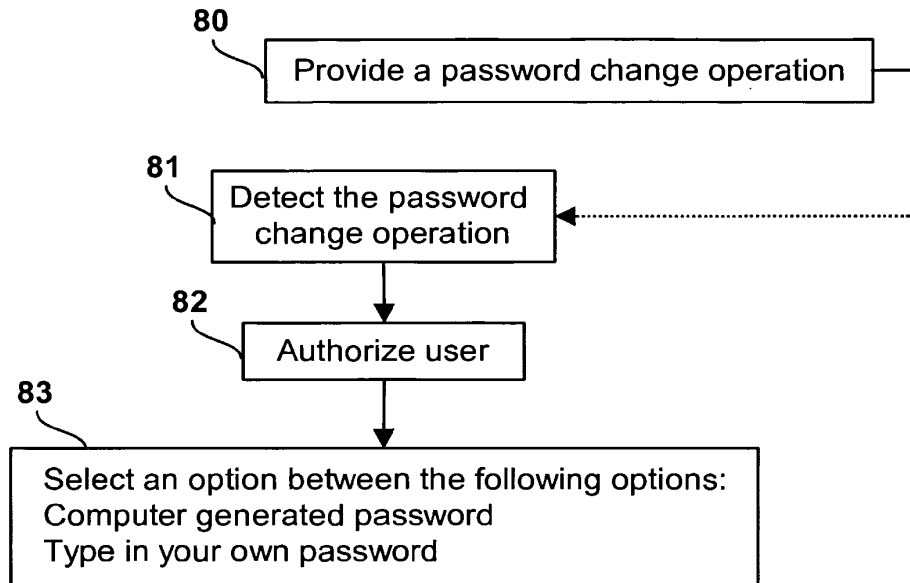 80
Provide a password change operation
81
Detect the password
change operation
82
Authorize user
83
Select an option between the following options:
Computer generated password
Type in your own password